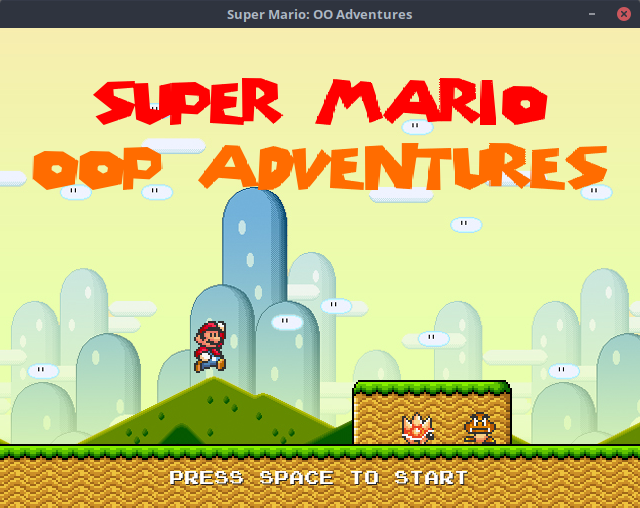 Super Mario: OO Adventures
SUPER MARIO
OOP ADVENTURES
PRESS SPACE TO START